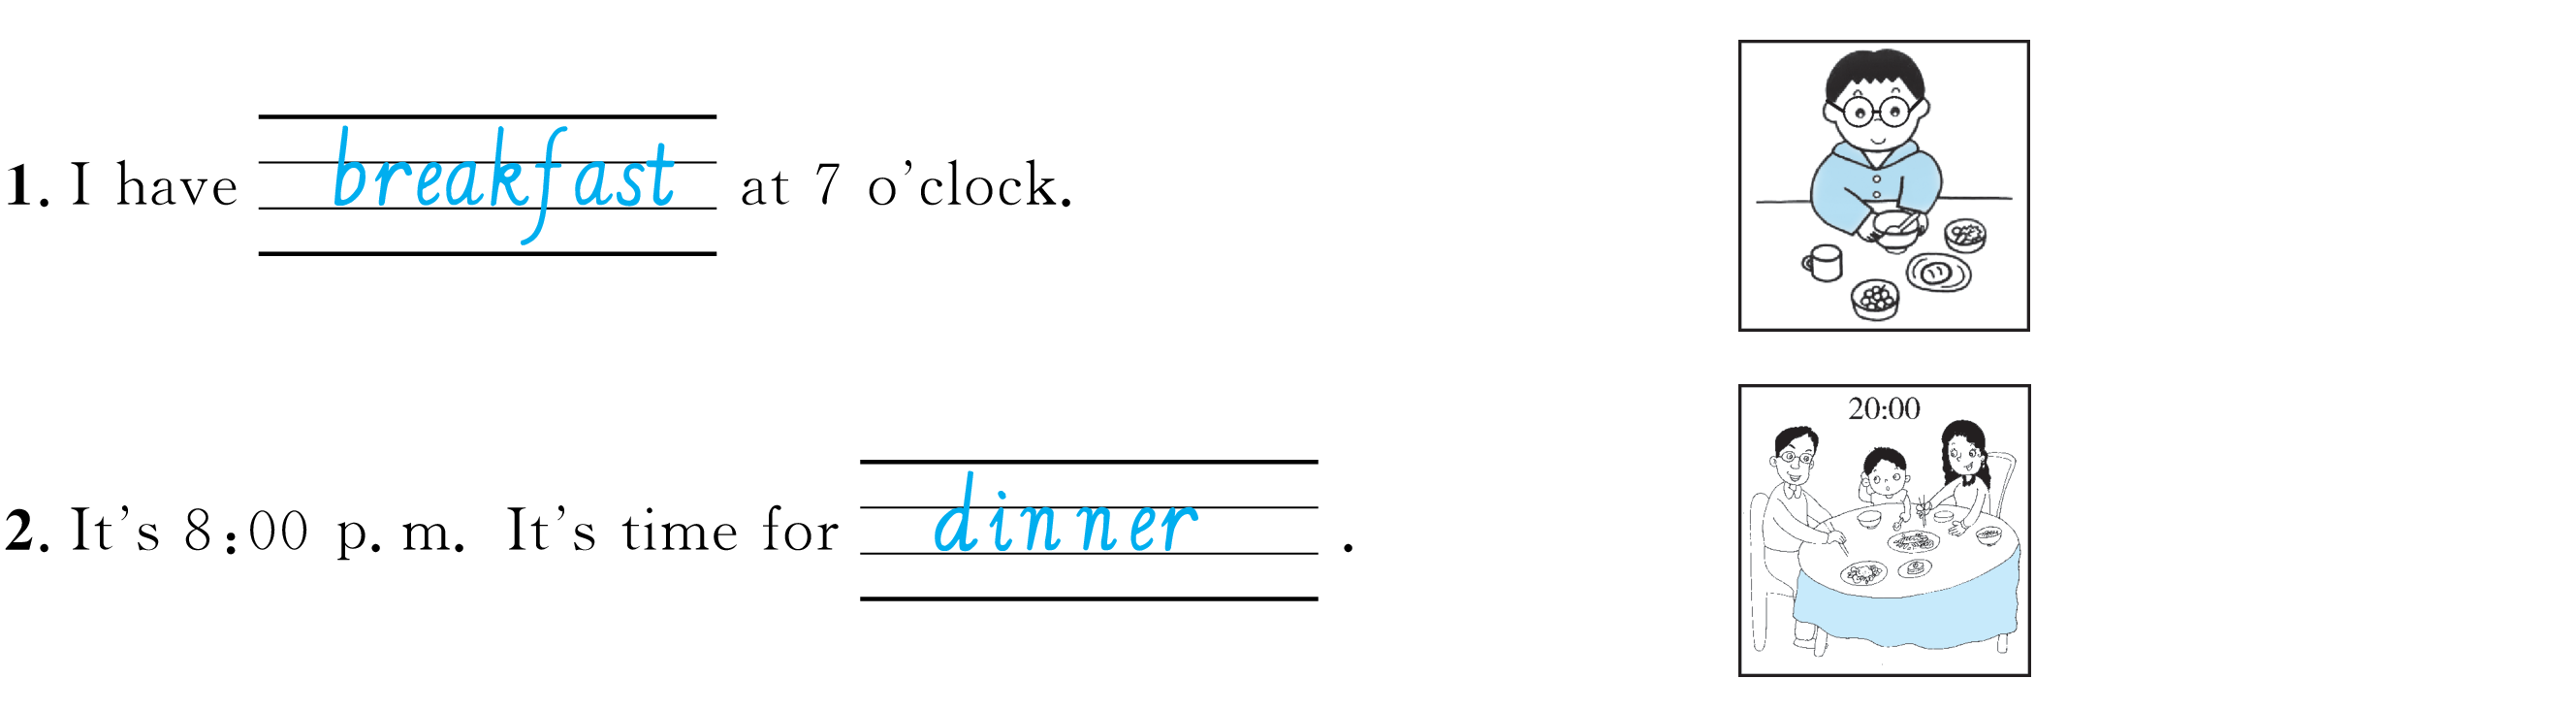 1. I have breakfast at 7 o'clock.
20:00
2. It's 8:00 p.m. It's time for dinner.